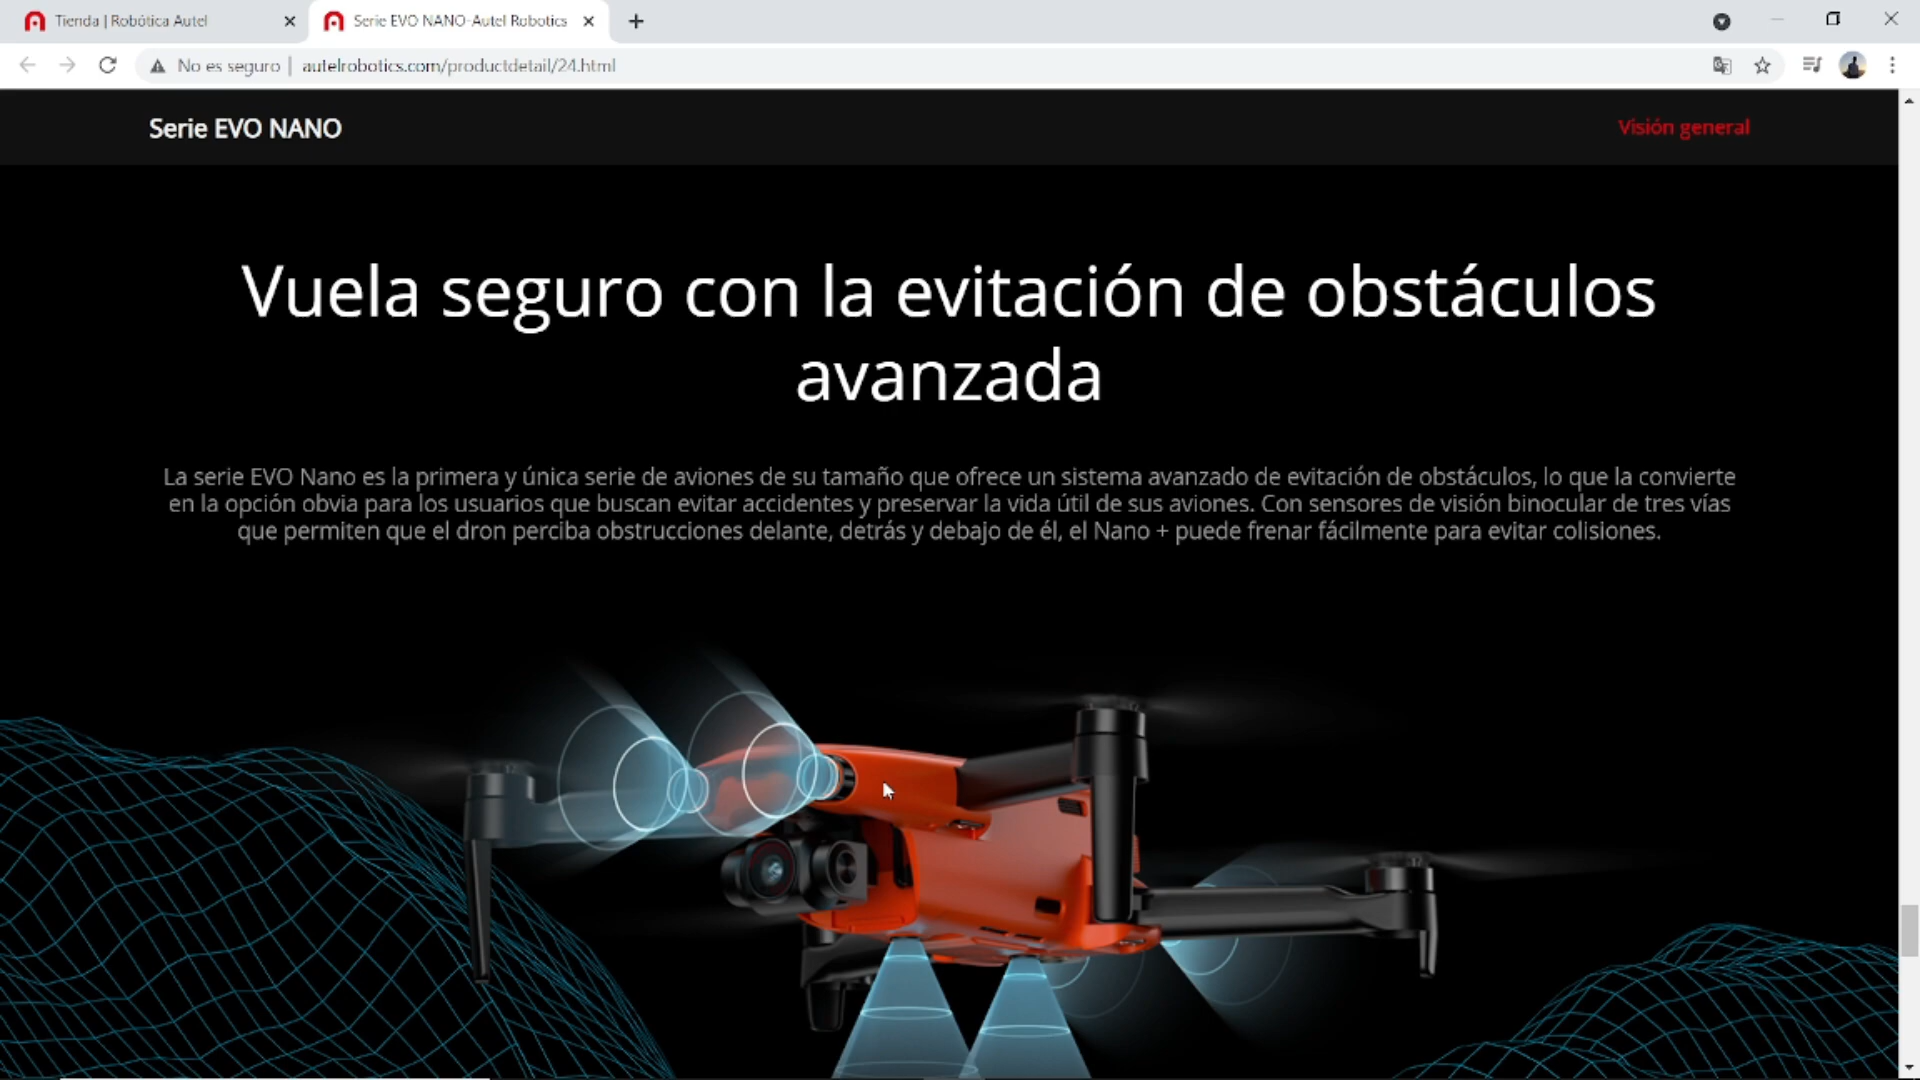 Tienda | Robótica Autel
Serie EVO NANO-Autel Robotics
No es seguro | autelrobotics.com/productdetail/24.html
Serie EVO NANO
Visión general
Vuela seguro con la evitación de obstáculos
avanzada
La serie EVO Nano es la primera y única serie de aviones de su tamaño que ofrece un sistema avanzado de evitación de obstáculos, lo que la convierte
en la opción obvia para los usuarios que buscan evitar accidentes y preservar la vida útil de sus aviones. Con sensores de visión binocular de tres vías
que permiten que el dron perciba obstrucciones delante, detrás y debajo de él, el Nano + puede frenar fácilmente para evitar colisiones.